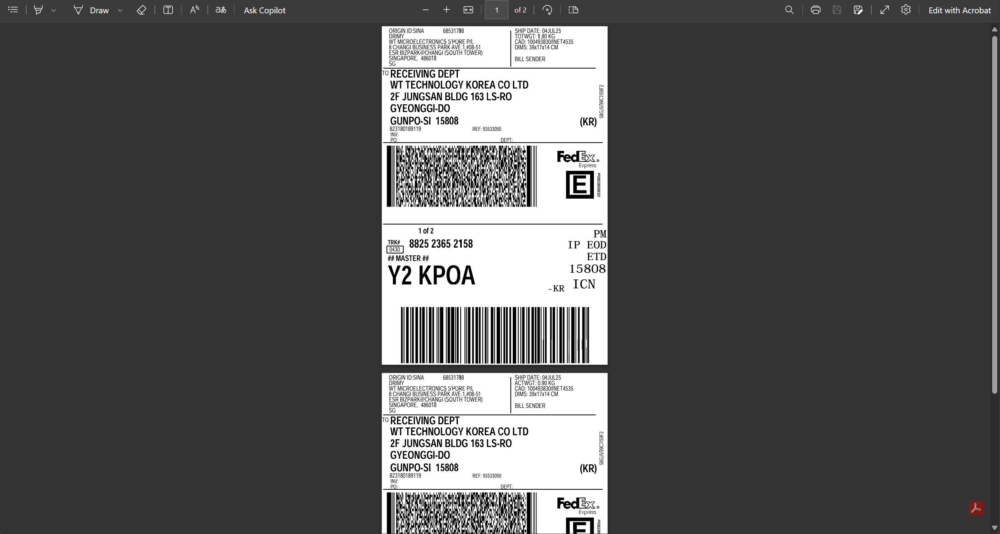 Draw
Ask Copilot
1 of 2
Edit with Acrobat
ORIGIN ID:SINA 68531788
DRIMY
WT MICROELECTRONICS S'PORE P/L
8 CHANGI BUSINESS PARK AVE.1,#08-51
ESR BIZPARK@CHANGI (SOUTH TOWER)
SINGAPORE, 486018
SG
SHIP DATE: 04JUL25
TOTWGT: 1.80 KG
CAD: 100493830/INET4535
DIMS: 39x17x14 CM
BILL SENDER
TO RECEIVING DEPT
WT TECHNOLOGY KOREA CO LTD
2F JUNGSAN BLDG 163 LS-RO
GYEONGGI-DO
GUNPO-SI 15808 (KR)
823180189119 REF: 93533050
INV:
PO: DEPT:
58GJ5/99C7/59F2
FedEx®
Express
E
J2530250E2302uv
1 of 2
TRK# 8825 2365 2158
0430
## MASTER ##
Y2 KPOA
PM
IP EOD
ETD
15808
-KR ICN
ORIGIN ID:SINA 68531788
DRIMY
WT MICROELECTRONICS S'PORE P/L
8 CHANGI BUSINESS PARK AVE.1,#08-51
ESR BIZPARK@CHANGI (SOUTH TOWER)
SINGAPORE, 486018
SG
SHIP DATE: 04JUL25
ACTWGT: 0.90 KG
CAD: 100493830/INET4535
DIMS: 39x17x14 CM
BILL SENDER
TO RECEIVING DEPT
WT TECHNOLOGY KOREA CO LTD
2F JUNGSAN BLDG 163 LS-RO
GYEONGGI-DO
GUNPO-SI 15808 (KR)
823180189119 REF: 93533050
INV:
PO: DEPT:
58GJ5/99C7/59F2
FedEx®
Express
E